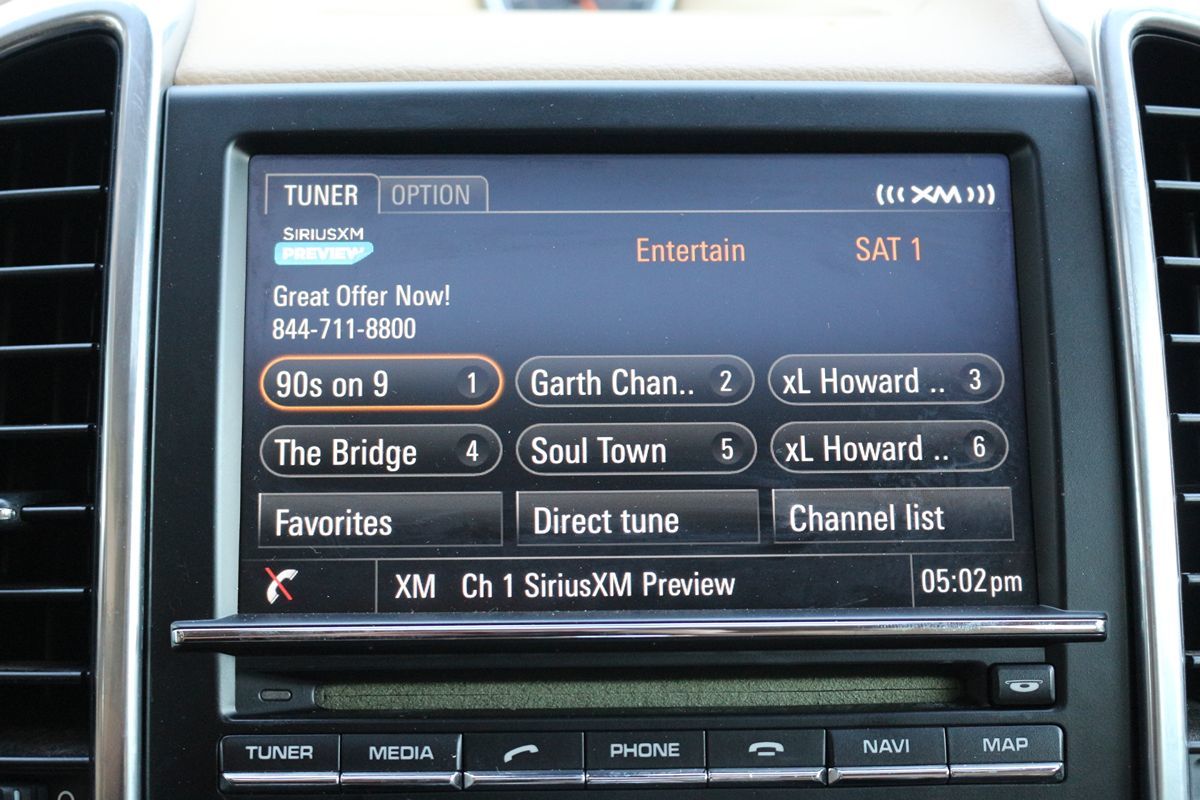 TUNER OPTION XM
SIRIUSXM
PREVIEW
Entertain SAT 1
Great Offer Now!
844-711-8800
90s on 9 1 Garth Chan.. 2 xL Howard .. 3
The Bridge 4 Soul Town 5 xL Howard .. 6
Favorites Direct tune Channel list
XM Ch 1 SiriusXM Preview 05:02 pm
TUNER MEDIA PHONE NAVI MAP